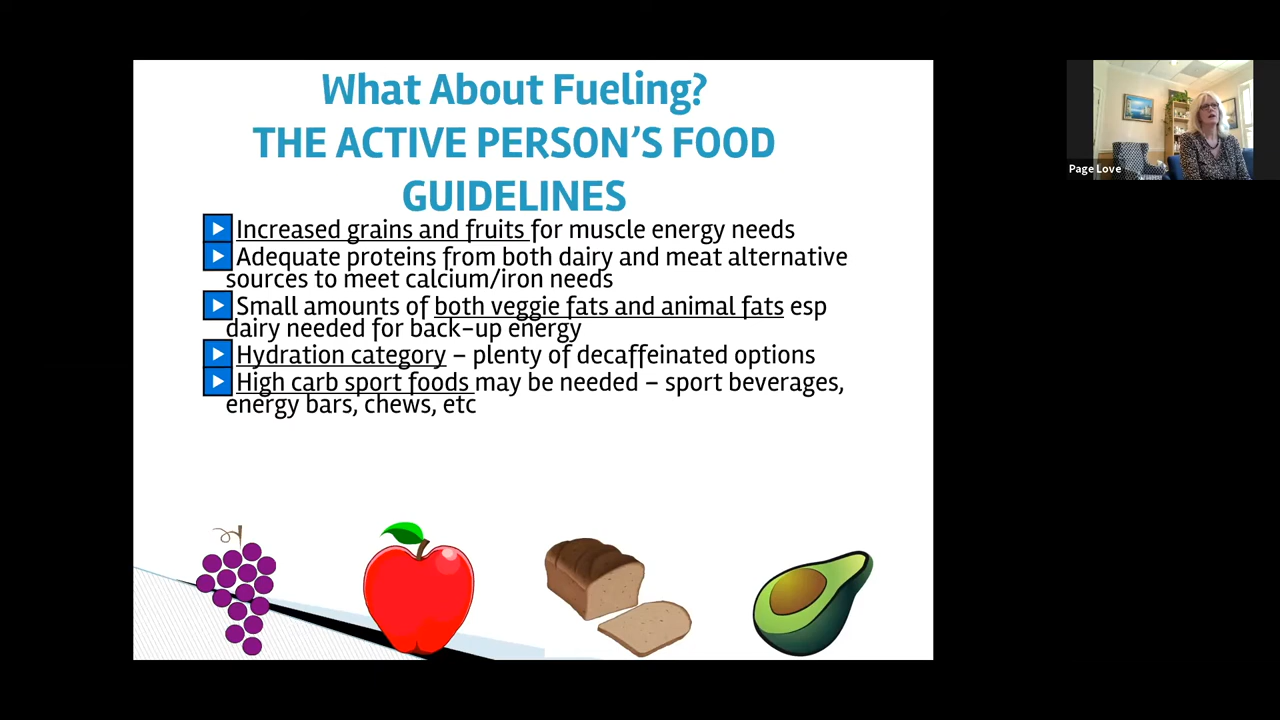 What About Fueling?
THE ACTIVE PERSON’S FOOD
GUIDELINES
Increased grains and fruits for muscle energy needs
Adequate proteins from both dairy and meat alternative
sources to meet calcium/iron needs
Small amounts of both veggie fats and animal fats esp
dairy needed for back-up energy
Hydration category – plenty of decaffeinated options
High carb sport foods may be needed – sport beverages,
energy bars, chews, etc
Page Love